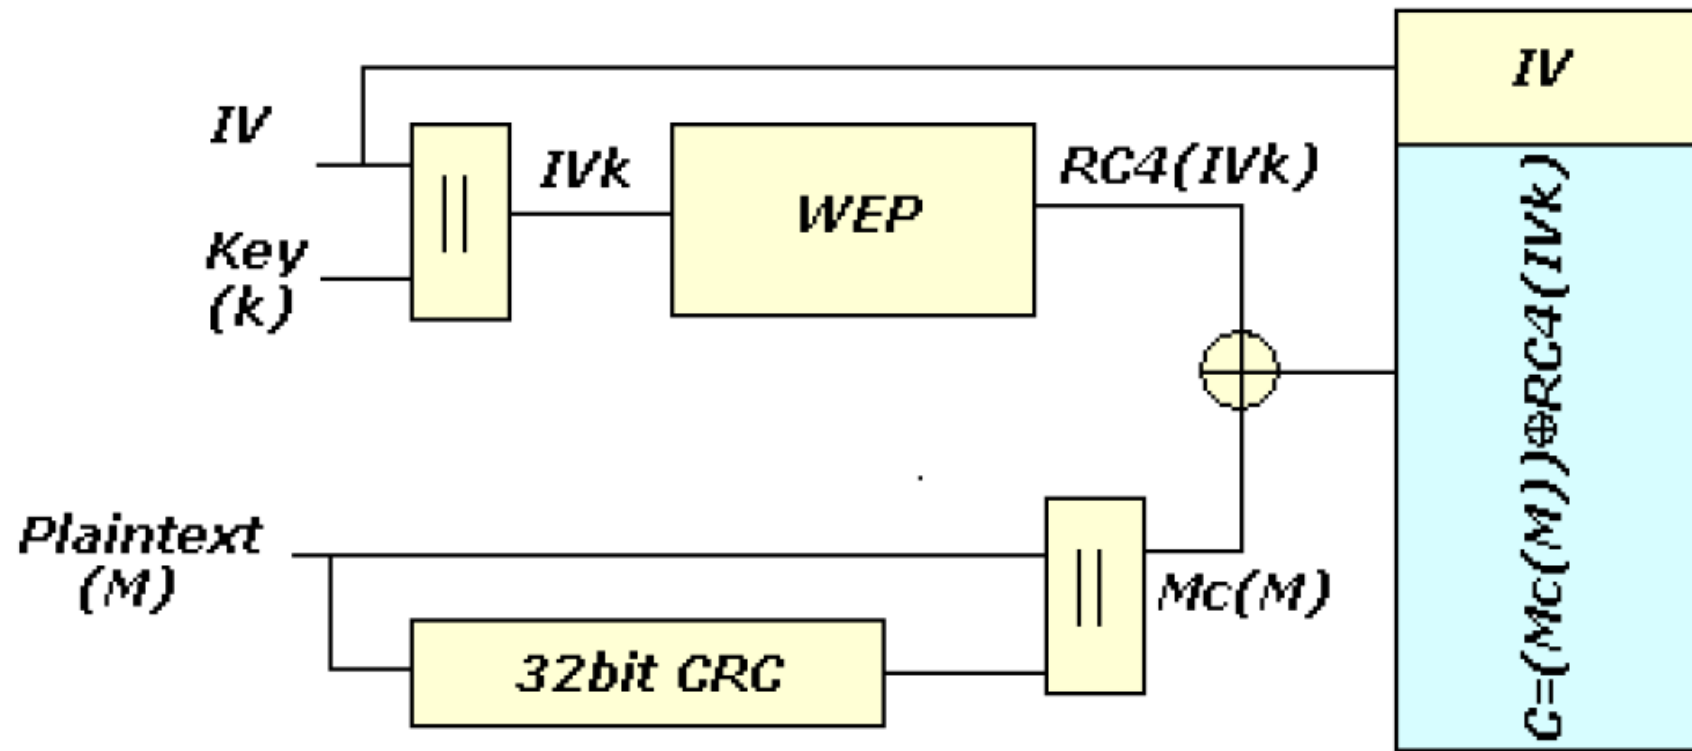 IV
IV
IVk
WEP
RC4(IVk)
||
Key
(k)
Plaintext
(M)
||
Mc(M)
32bit CRC
C=(Mc(M))⊕RC4(IVk)